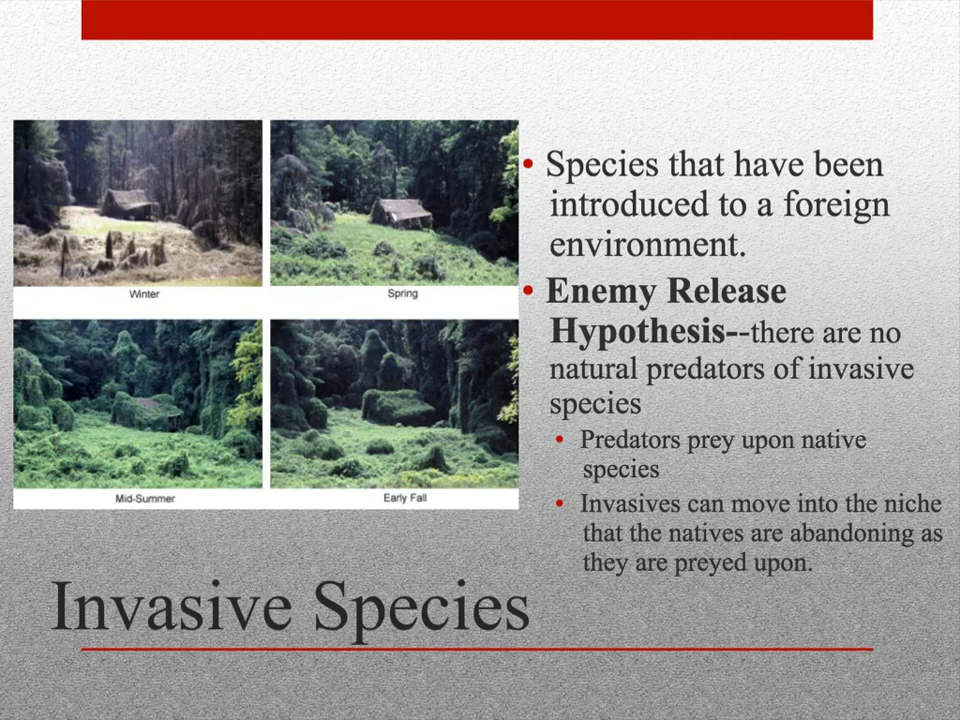 Winter
Spring
Mid-Summer
Early Fall
• Species that have been
introduced to a foreign
environment.
• Enemy Release
Hypothesis--there are no
natural predators of invasive
species
• Predators prey upon native
species
• Invasives can move into the niche
that the natives are abandoning as
they are preyed upon.
Invasive Species